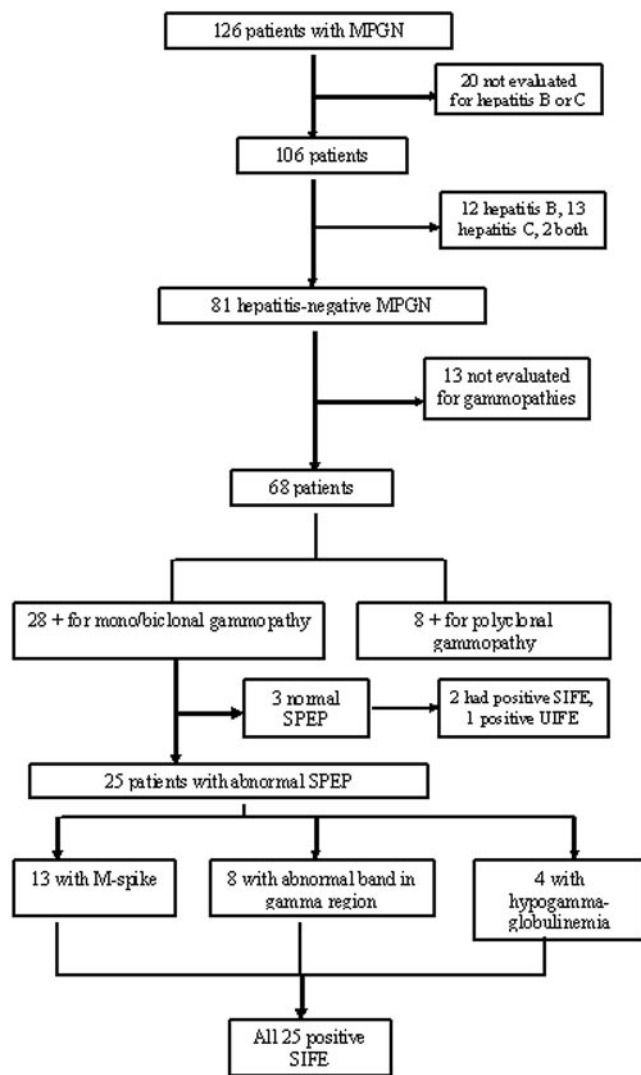 126 patients with MPGN
20 not evaluated
for hepatitis B or C
106 patients
12 hepatitis B, 13
hepatitis C, 2 both
81 hepatitis-negative MPGN
13 not evaluated
for gammopathies
68 patients
28 + for mono/biclonal gammopathy
8 + for polyclonal
gammopathy
3 normal
SPEP
2 had positive SIFE,
1 positive UIFE
25 patients with abnormal SPEP
13 with M-spike
8 with abnormal band in
gamma region
4 with
hypogamma-
globulinemia
All 25 positive
SIFE